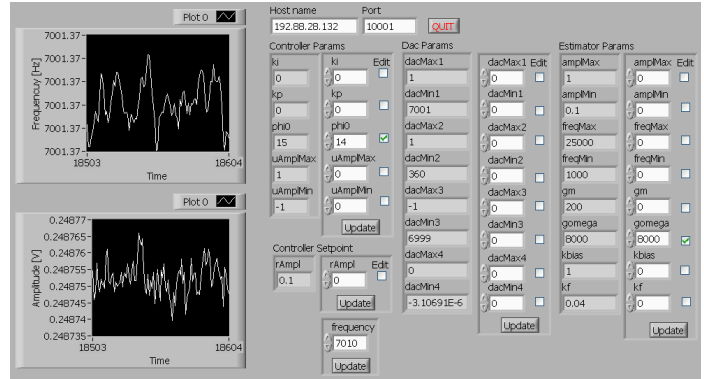 Plot 0
Frequency [Hz]
7001.37
7001.37
7001.37
7001.37
7001.37
7001.37
18503
18604
Time
Plot 0
Amplitude [V]
0.24877
0.248765
0.24876
0.248755
0.24875
0.248745
0.24874
0.248735
18503
18604
Time
Host name
Port
192.88.28.132
10001
QUIT
Controller Params
ki
ki
Edit
0
0
kp
kp
0
0
phi0
phi0
15
14
uAmplMax
uAmplMax
1
0
uAmplMin
uAmplMin
-1
0
Update
Controller Setpoint
rAmpl
rAmpl
Edit
0.1
0
Update
frequency
7010
Update
Dac Params
dacMax1
dacMax1
Edit
1
0
dacMin1
dacMin1
7001
0
dacMax2
dacMax2
1
0
dacMin2
dacMin2
360
0
dacMax3
dacMax3
-1
0
dacMin3
dacMin3
6999
0
dacMax4
dacMax4
0
0
dacMin4
dacMin4
-3.10691E-6
0
Update
Estimator Params
amplMax
amplMax
Edit
1
0
amplMin
amplMin
0.1
0
freqMax
freqMax
25000
0
freqMin
freqMin
1000
0
gm
gm
200
0
gomega
gomega
8000
8000
kbias
kbias
1
0
kf
kf
0.04
0
Update